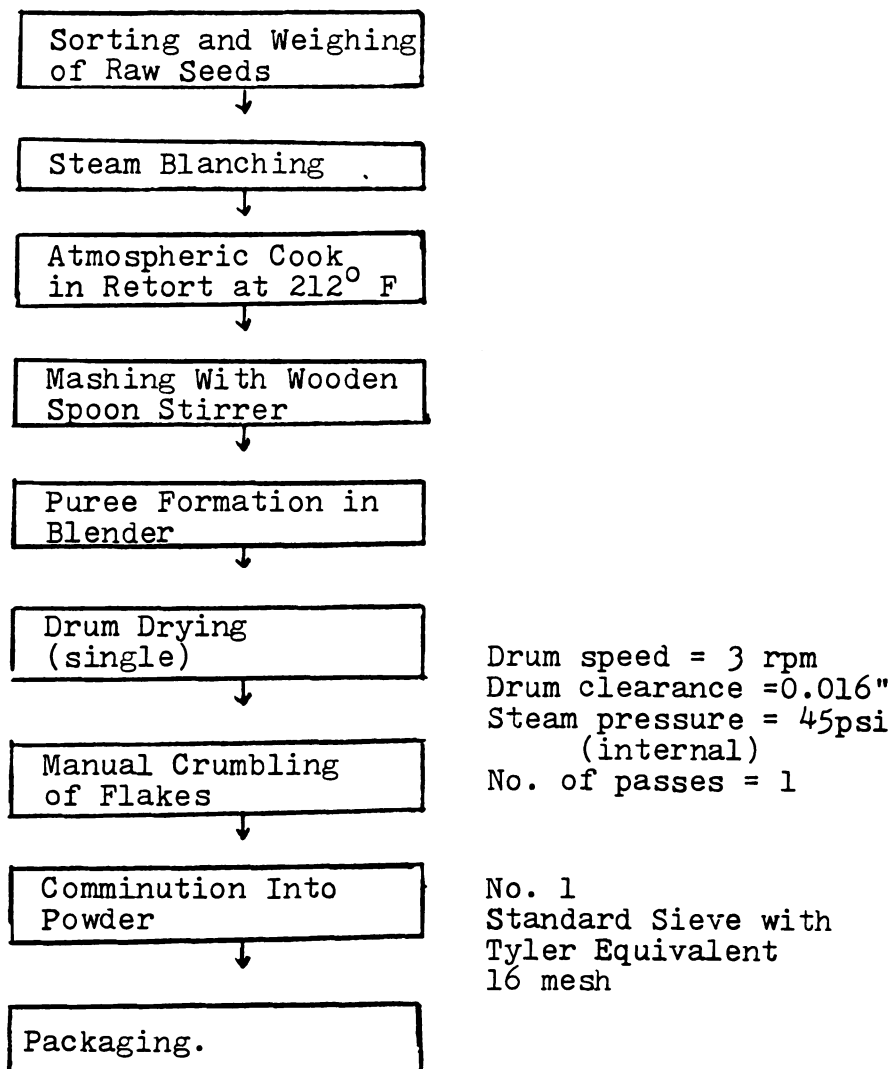 Sorting and Weighing
of Raw Seeds
Steam Blanching
Atmospheric Cook
in Retort at 212° F
Mashing With Wooden
Spoon Stirrer
Puree Formation in
Blender
Drum Drying
(single)
Drum speed = 3 rpm
Drum clearance =0.016"
Steam pressure = 45psi
(internal)
No. of passes = 1
Manual Crumbling
of Flakes
Comminution Into
Powder
No. 1
Standard Sieve with
Tyler Equivalent
16 mesh
Packaging.